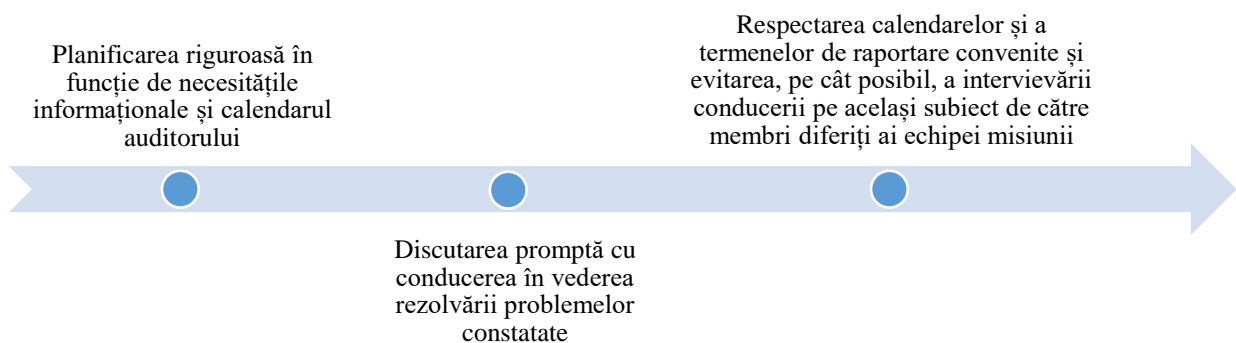 Planificarea riguroasă în
funcție de necesitățile
informaționale și calendarul
auditorului
Discutarea promptă cu
conducerea în vederea
rezolvării problemelor
constatate
Respectarea calendarelor și a
termenelor de raportare convenite și
evitarea, pe cât posibil, a intervievării
conducerii pe același subiect de către
membri diferiți ai echipei misiunii